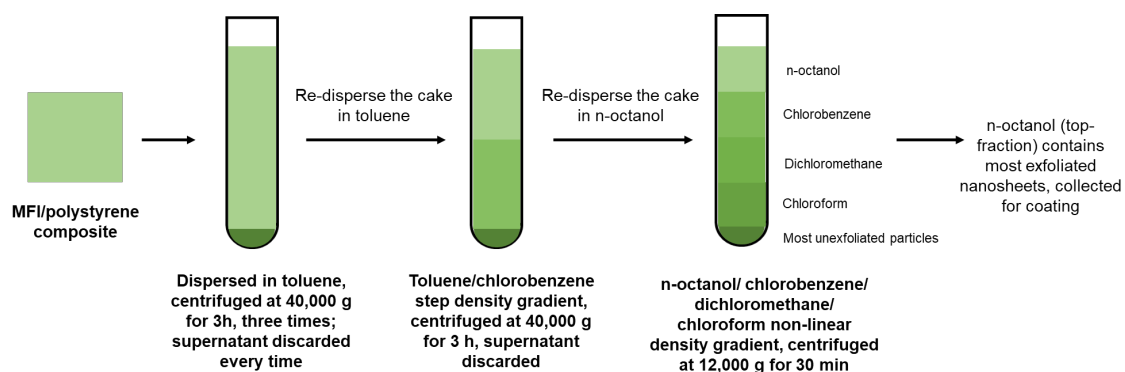 MFI/polystyrene
composite
Dispersed in toluene,
centrifuged at 40,000 g
for 3h, three times;
supernatant discarded
every time
Re-disperse the cake
in toluene
Toluene/chlorobenzene
step density gradient,
centrifuged at 40,000 g
for 3 h, supernatant
discarded
Re-disperse the cake
in n-octanol
n-octanol
Chlorobenzene
Dichloromethane
Chloroform
Most unexfoliated particles
n-octanol/ chlorobenzene/
dichloromethane/
chloroform non-linear
density gradient, centrifuged
at 12,000 g for 30 min
n-octanol (top-
fraction) contains
most exfoliated
nanosheets, collected
for coating